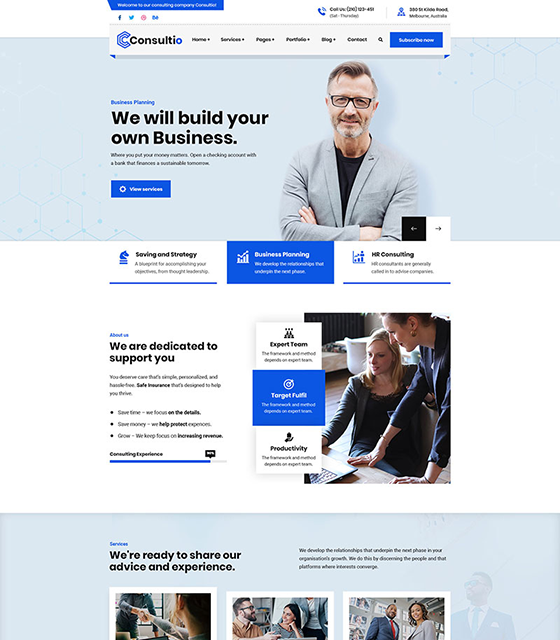 Welcome to our consulting company Consultio!
Call Us: (210) 123-451
(Sat - Thursday)
380 St Kilda Road,
Melbourne, Australia
Consultio
Home + Services + Pages + Portfolio + Blog + Contact
Subscribe now
Business Planning
We will build your
own Business.
Where you put your money matters. Open a checking account with
a bank that finances a sustainable tomorrow.
View services
Saving and Strategy
A blueprint for accomplishing your
objectives, from thought leadership.
Business Planning
We develop the relationships that
underpin the next phase.
HR Consulting
HR consultants are generally
called in to advise companies.
About us
We are dedicated to
support you
You deserve care that's simple, personalized, and
hassle-free. Safe Insurance that's designed to help
you thrive.
Save time – we focus on the details.
Save money – we help protect expences.
Grow – We keep focus on increasing revenue.
Consulting Experience
Expert Team
The framework and method
depends on expert team.
Target Fulfil
The framework and method
depends on expert team.
Productivity
The framework and method
depends on expert team.
Services
We're ready to share our
advice and experience.
We develop the relationships that underpin the next phase in your
organisation's growth. We do this by discerning the people and that
platforms where interests converge.